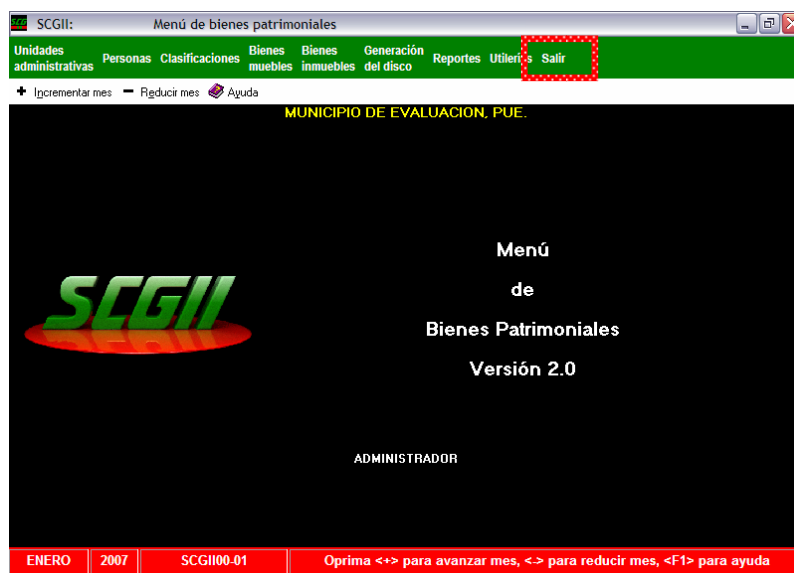 SCGII: Menú de bienes patrimoniales
Unidades administrativas Personas Clasificaciones Bienes muebles Bienes inmuebles Generación del disco Reportes Utilerías Salir
Incrementar mes Reducir mes Ayuda
MUNICIPIO DE EVALUACION, PUE.
Menú
de
SCGII
Bienes Patrimoniales
Versión 2.0
ADMINISTRADOR
ENERO 2007 SCGII00-01 Oprima <+> para avanzar mes, <-> para reducir mes, <F1> para ayuda